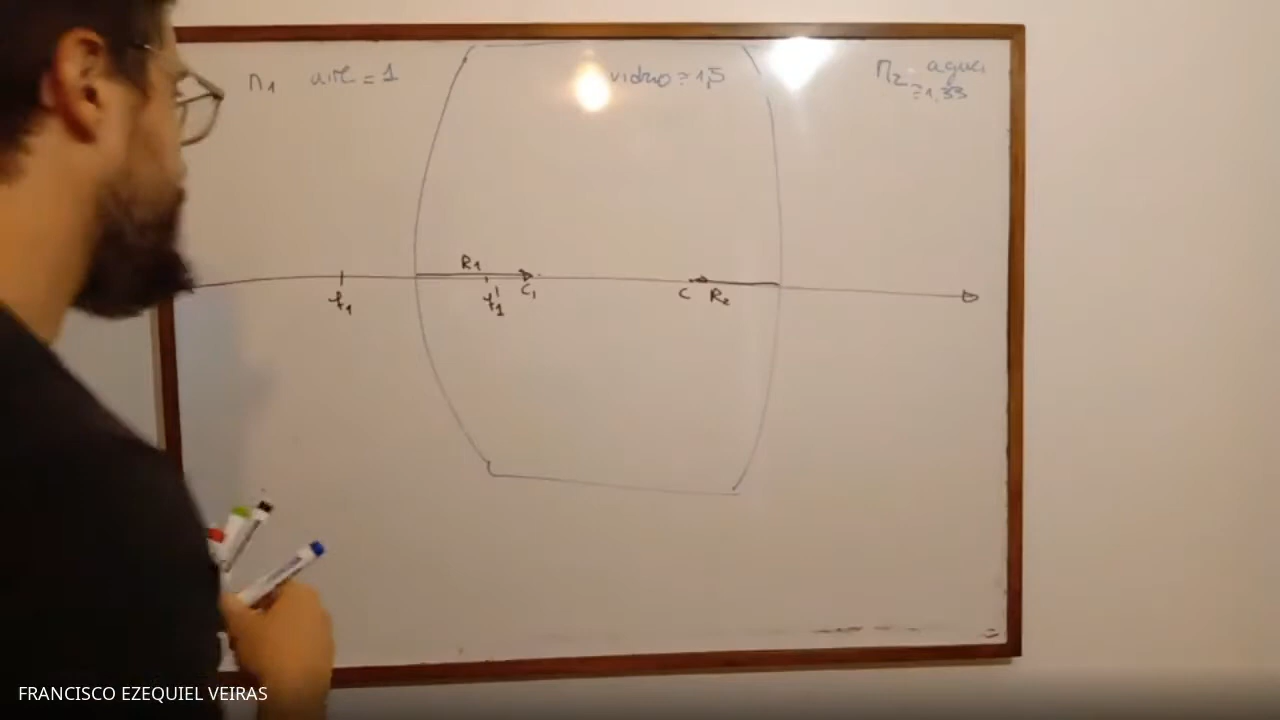 n₁ aire = 1
vidrio ≅ 1,5
n₂ agua
≅ 1,33
R₁
f₁
f₁'
C₁
C
R₂
FRANCISCO EZEQUIEL VEIRAS